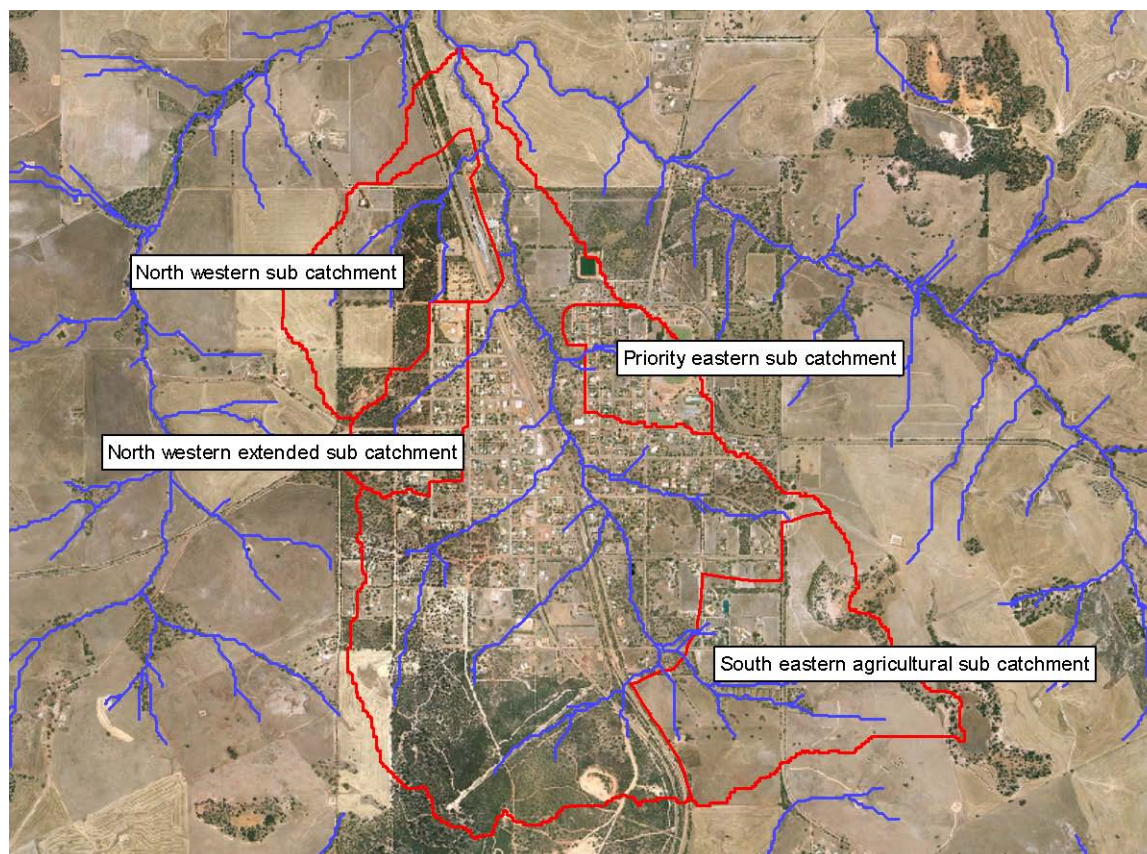 North western sub catchment
Priority eastern sub catchment
North western extended sub catchment
South eastern agricultural sub catchment